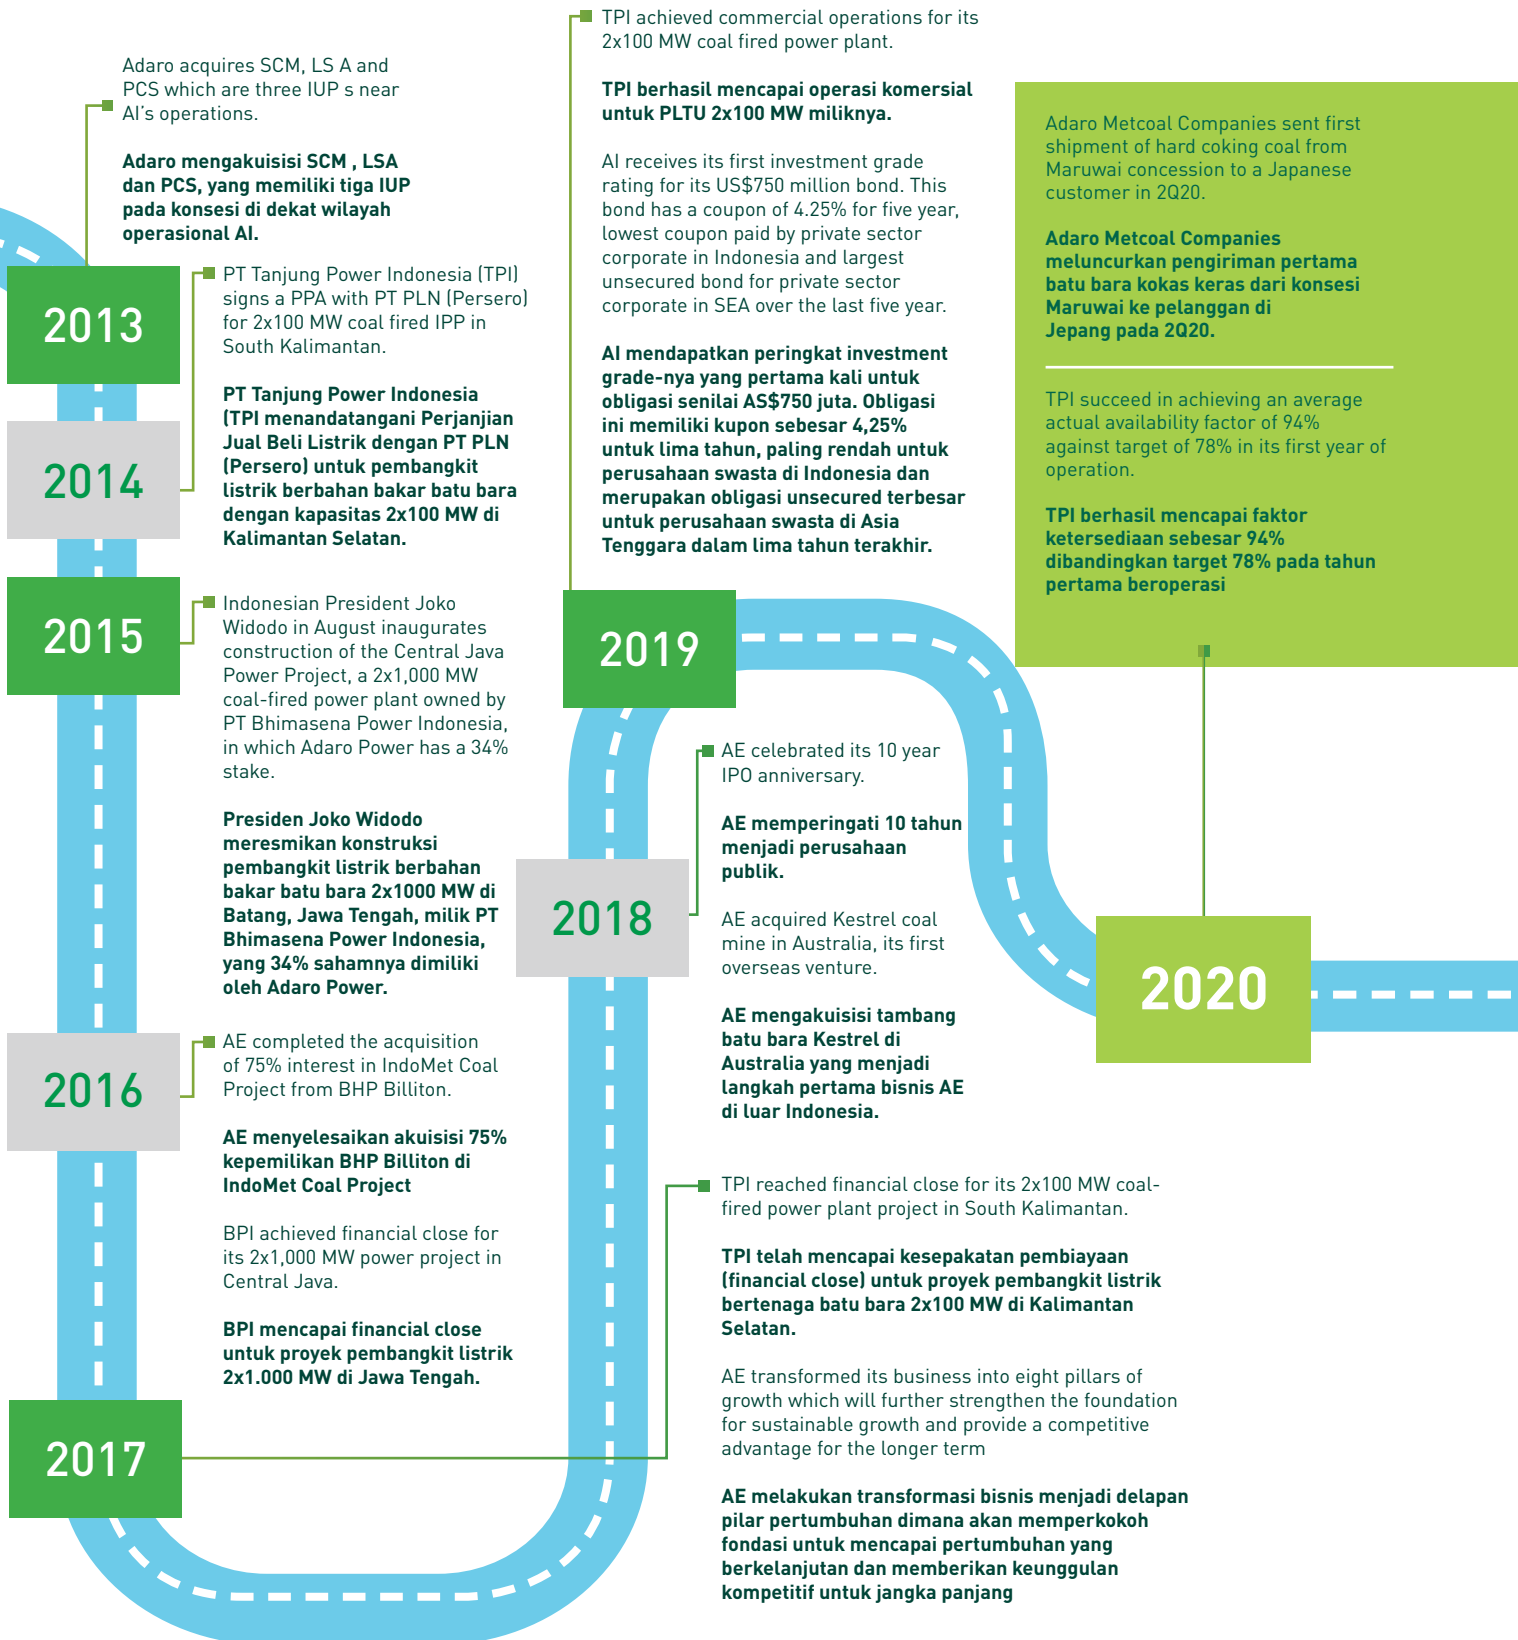 Adaro acquires SCM, LS A and
PCS which are three IUP s near
AI's operations.
Adaro mengakuisisi SCM , LSA
dan PCS, yang memiliki tiga IUP
pada konsesi di dekat wilayah
operasional AI.
2013
PT Tanjung Power Indonesia (TPI)
signs a PPA with PT PLN (Persero)
for 2x100 MW coal fired IPP in
South Kalimantan.
PT Tanjung Power Indonesia
(TPI menandatangani Perjanjian
Jual Beli Listrik dengan PT PLN
(Persero) untuk pembangkit
listrik berbahan bakar batu bara
dengan kapasitas 2x100 MW di
Kalimantan Selatan.
2014
2015
Indonesian President Joko
Widodo in August inaugurates
construction of the Central Java
Power Project, a 2x1,000 MW
coal-fired power plant owned by
PT Bhimasena Power Indonesia,
in which Adaro Power has a 34%
stake.
Presiden Joko Widodo
meresmikan konstruksi
pembangkit listrik berbahan
bakar batu bara 2x1000 MW di
Batang, Jawa Tengah, milik PT
Bhimasena Power Indonesia,
yang 34% sahamnya dimiliki
oleh Adaro Power.
2016
AE completed the acquisition
of 75% interest in IndoMet Coal
Project from BHP Billiton.
AE menyelesaikan akuisisi 75%
kepemilikan BHP Billiton di
IndoMet Coal Project
BPI achieved financial close for
its 2x1,000 MW power project in
Central Java.
BPI mencapai financial close
untuk proyek pembangkit listrik
2x1.000 MW di Jawa Tengah.
2017
TPI reached financial close for its 2x100 MW coal-
fired power plant project in South Kalimantan.
TPI telah mencapai kesepakatan pembiayaan
(financial close) untuk proyek pembangkit listrik
bertenaga batu bara 2x100 MW di Kalimantan
Selatan.
AE transformed its business into eight pillars of
growth which will further strengthen the foundation
for sustainable growth and provide a competitive
advantage for the longer term
AE melakukan transformasi bisnis menjadi delapan
pilar pertumbuhan dimana akan memperkokoh
fondasi untuk mencapai pertumbuhan yang
berkelanjutan dan memberikan keunggulan
kompetitif untuk jangka panjang
2018
AE celebrated its 10 year
IPO anniversary.
AE memperingati 10 tahun
menjadi perusahaan
publik.
AE acquired Kestrel coal
mine in Australia, its first
overseas venture.
AE mengakuisisi tambang
batu bara Kestrel di
Australia yang menjadi
langkah pertama bisnis AE
di luar Indonesia.
TPI achieved commercial operations for its
2x100 MW coal fired power plant.
TPI berhasil mencapai operasi komersial
untuk PLTU 2x100 MW miliknya.
AI receives its first investment grade
rating for its US$750 million bond. This
bond has a coupon of 4.25% for five year,
lowest coupon paid by private sector
corporate in Indonesia and largest
unsecured bond for private sector
corporate in SEA over the last five year.
AI mendapatkan peringkat investment
grade-nya yang pertama kali untuk
obligasi senilai AS$750 juta. Obligasi
ini memiliki kupon sebesar 4,25%
untuk lima tahun, paling rendah untuk
perusahaan swasta di Indonesia dan
merupakan obligasi unsecured terbesar
untuk perusahaan swasta di Asia
Tenggara dalam lima tahun terakhir.
2019
Adaro Metcoal Companies sent first
shipment of hard coking coal from
Maruwai concession to a Japanese
customer in 2Q20.
Adaro Metcoal Companies
meluncurkan pengiriman pertama
batu bara kokas keras dari konsesi
Maruwai ke pelanggan di
Jepang pada 2Q20.
TPI succeed in achieving an average
actual availability factor of 94%
against target of 78% in its first year of
operation.
TPI berhasil mencapai faktor
ketersediaan sebesar 94%
dibandingkan target 78% pada tahun
pertama beroperasi
2020